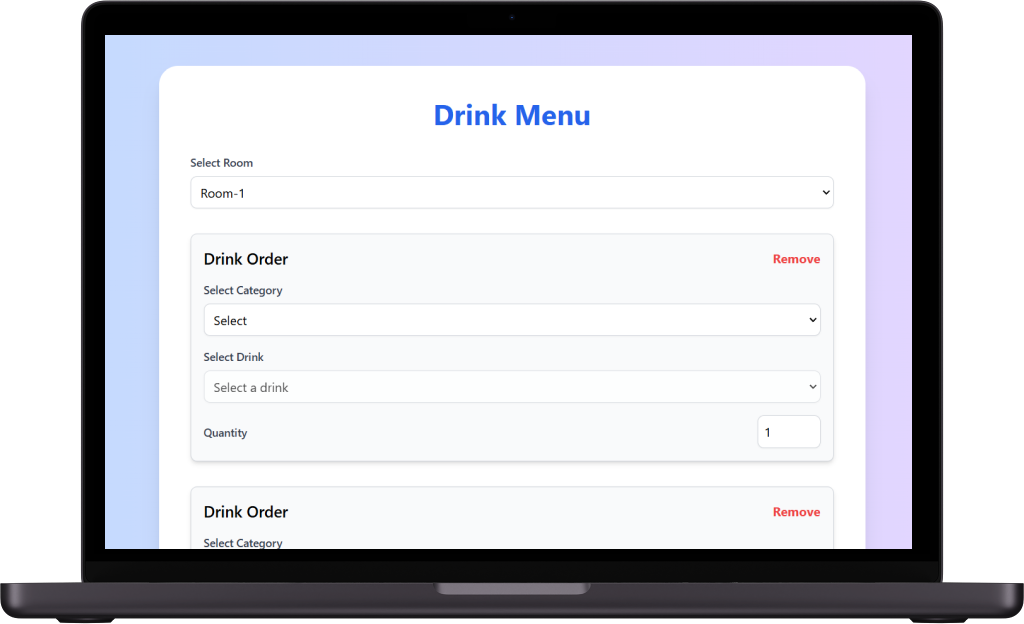 Drink Menu
Select Room
Room-1
Drink Order Remove
Select Category
Select
Select Drink
Select a drink
Quantity 1
Drink Order Remove
Select Category